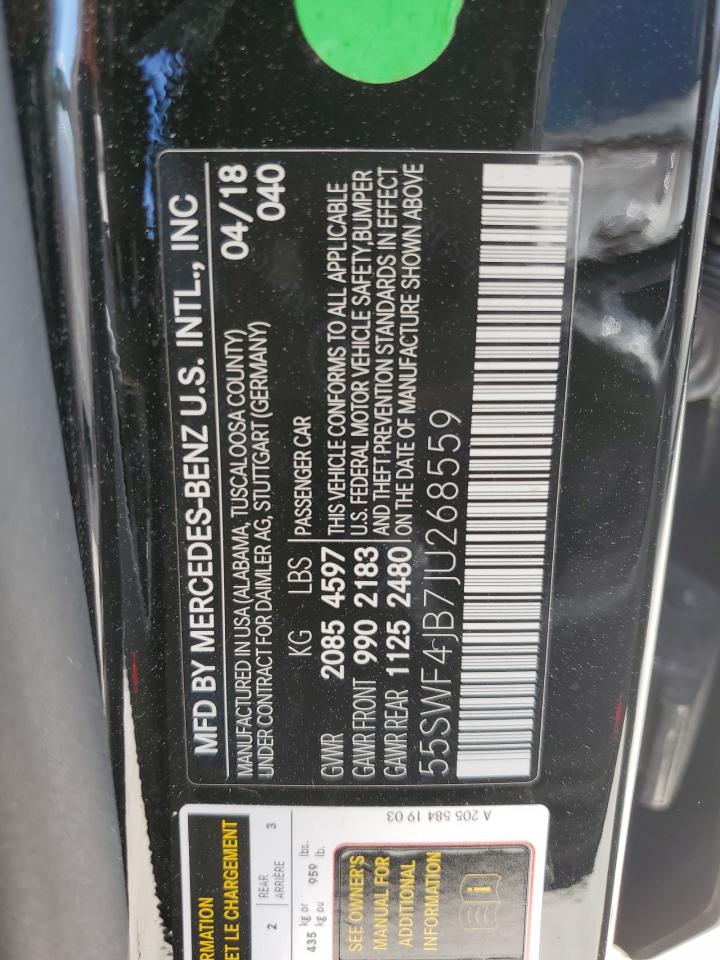 MFD BY MERCEDES-BENZ U.S. INTL., INC
MANUFACTURED IN USA (ALABAMA, TUSCALOOSA COUNTY) 04/18
UNDER CONTRACT FOR DAIMLER AG, STUTTGART (GERMANY) 040
KG LBS PASSENGER CAR
GVWR 2085 4597 THIS VEHICLE CONFORMS TO ALL APPLICABLE
GAWR FRONT 990 2183 U.S. FEDERAL MOTOR VEHICLE SAFETY,BUMPER
AND THEFT PREVENTION STANDARDS IN EFFECT
GAWR REAR 1125 2480 ON THE DATE OF MANUFACTURE SHOWN ABOVE
55SWF4JB7JU268559
ET LE CHARGEMENT
2 REAR 3
ARRIÈRE
435 kg or 959 lbs.
kg ou lb.
SEE OWNER'S
MANUAL FOR
ADDITIONAL
INFORMATION
A 205 584 19 03